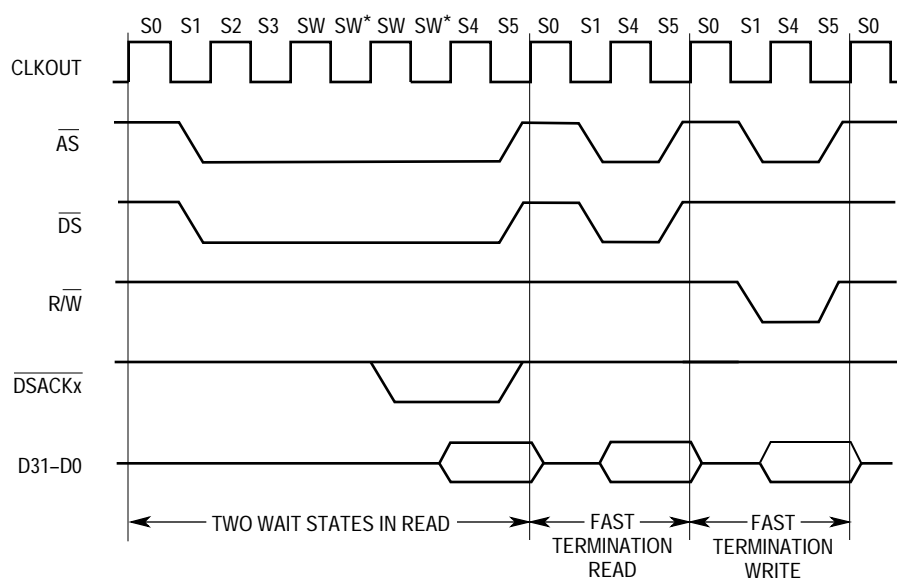 S0 S1 S2 S3 SW SW* SW SW* S4 S5 S0 S1 S4 S5 S0 S1 S4 S5 S0
CLKOUT
AS
DS
R/W
DSACKx
D31–D0
TWO WAIT STATES IN READ
FAST
TERMINATION
READ
FAST
TERMINATION
WRITE